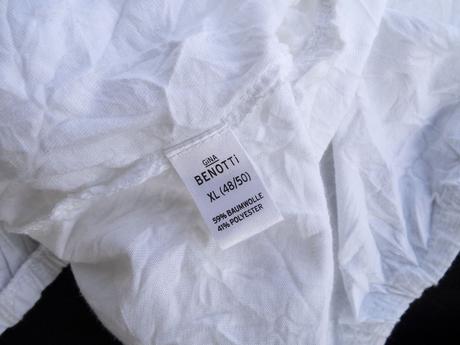 GiNA
BENOTTi
XL (48/50)
59% BAUMWOLLE
41% POLYESTER